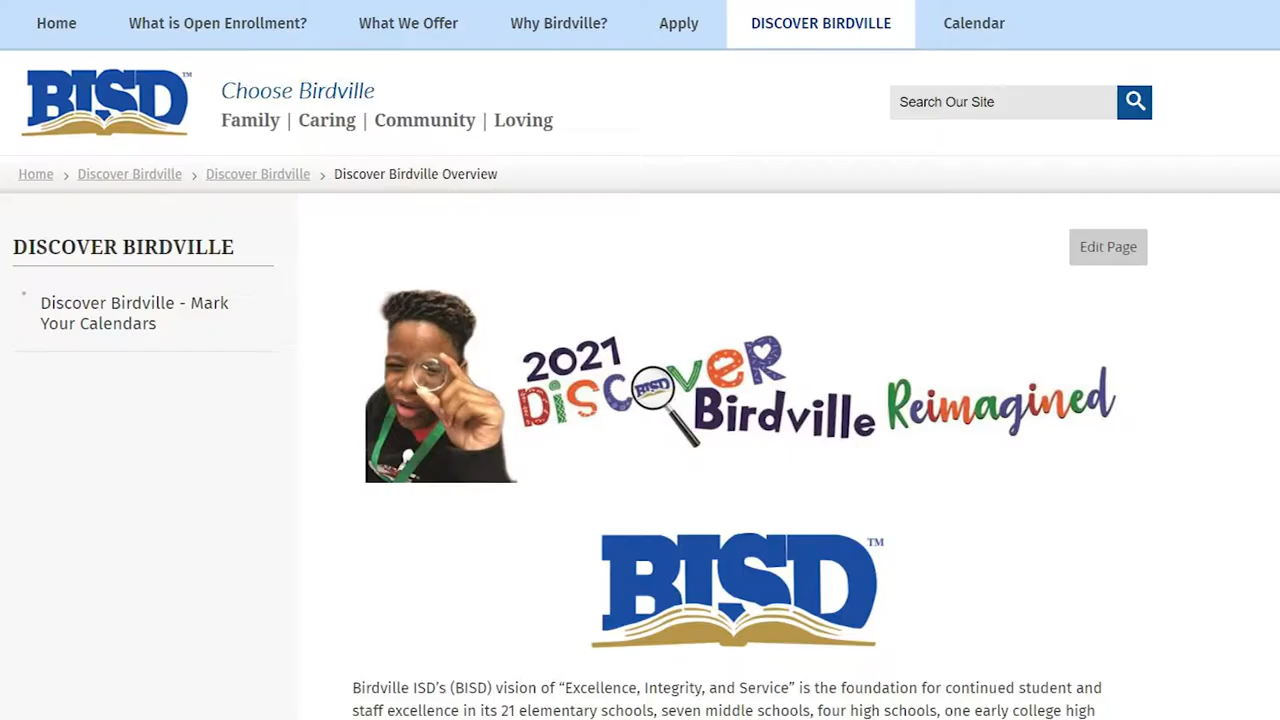 Home What is Open Enrollment? What We Offer Why Birdville? Apply DISCOVER BIRDVILLE Calendar
BISD™
Choose Birdville
Family | Caring | Community | Loving
Search Our Site
Home > Discover Birdville > Discover Birdville > Discover Birdville Overview
DISCOVER BIRDVILLE
Discover Birdville - Mark
Your Calendars
Edit Page
2021
DiSCOVeR
BISD
Birdville Reimagined
BISD™
Birdville ISD’s (BISD) vision of “Excellence, Integrity, and Service” is the foundation for continued student and
staff excellence in its 21 elementary schools, seven middle schools, four high schools, one early college high